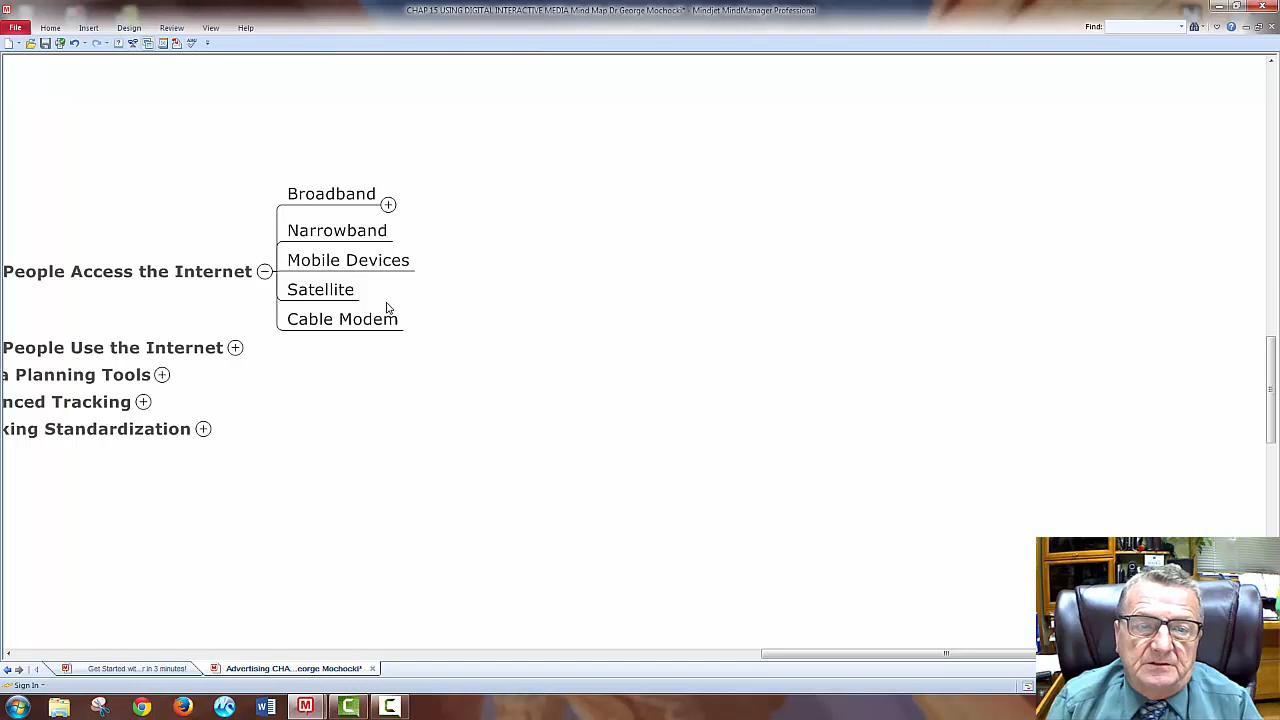 CHAP 15 USING DIGITAL INTERACTIVE MEDIA Mind Map Dr George Mochocki* - Mindjet MindManager Professional
File Home Insert Design Review View Help
Find:
Broadband
Narrowband
Mobile Devices
People Access the Internet
Satellite
Cable Modem
People Use the Internet
a Planning Tools
nced Tracking
king Standardization
Get Started wit...r in 3 minutes!
Advertising CHA...eorge Mochocki*
Sign In